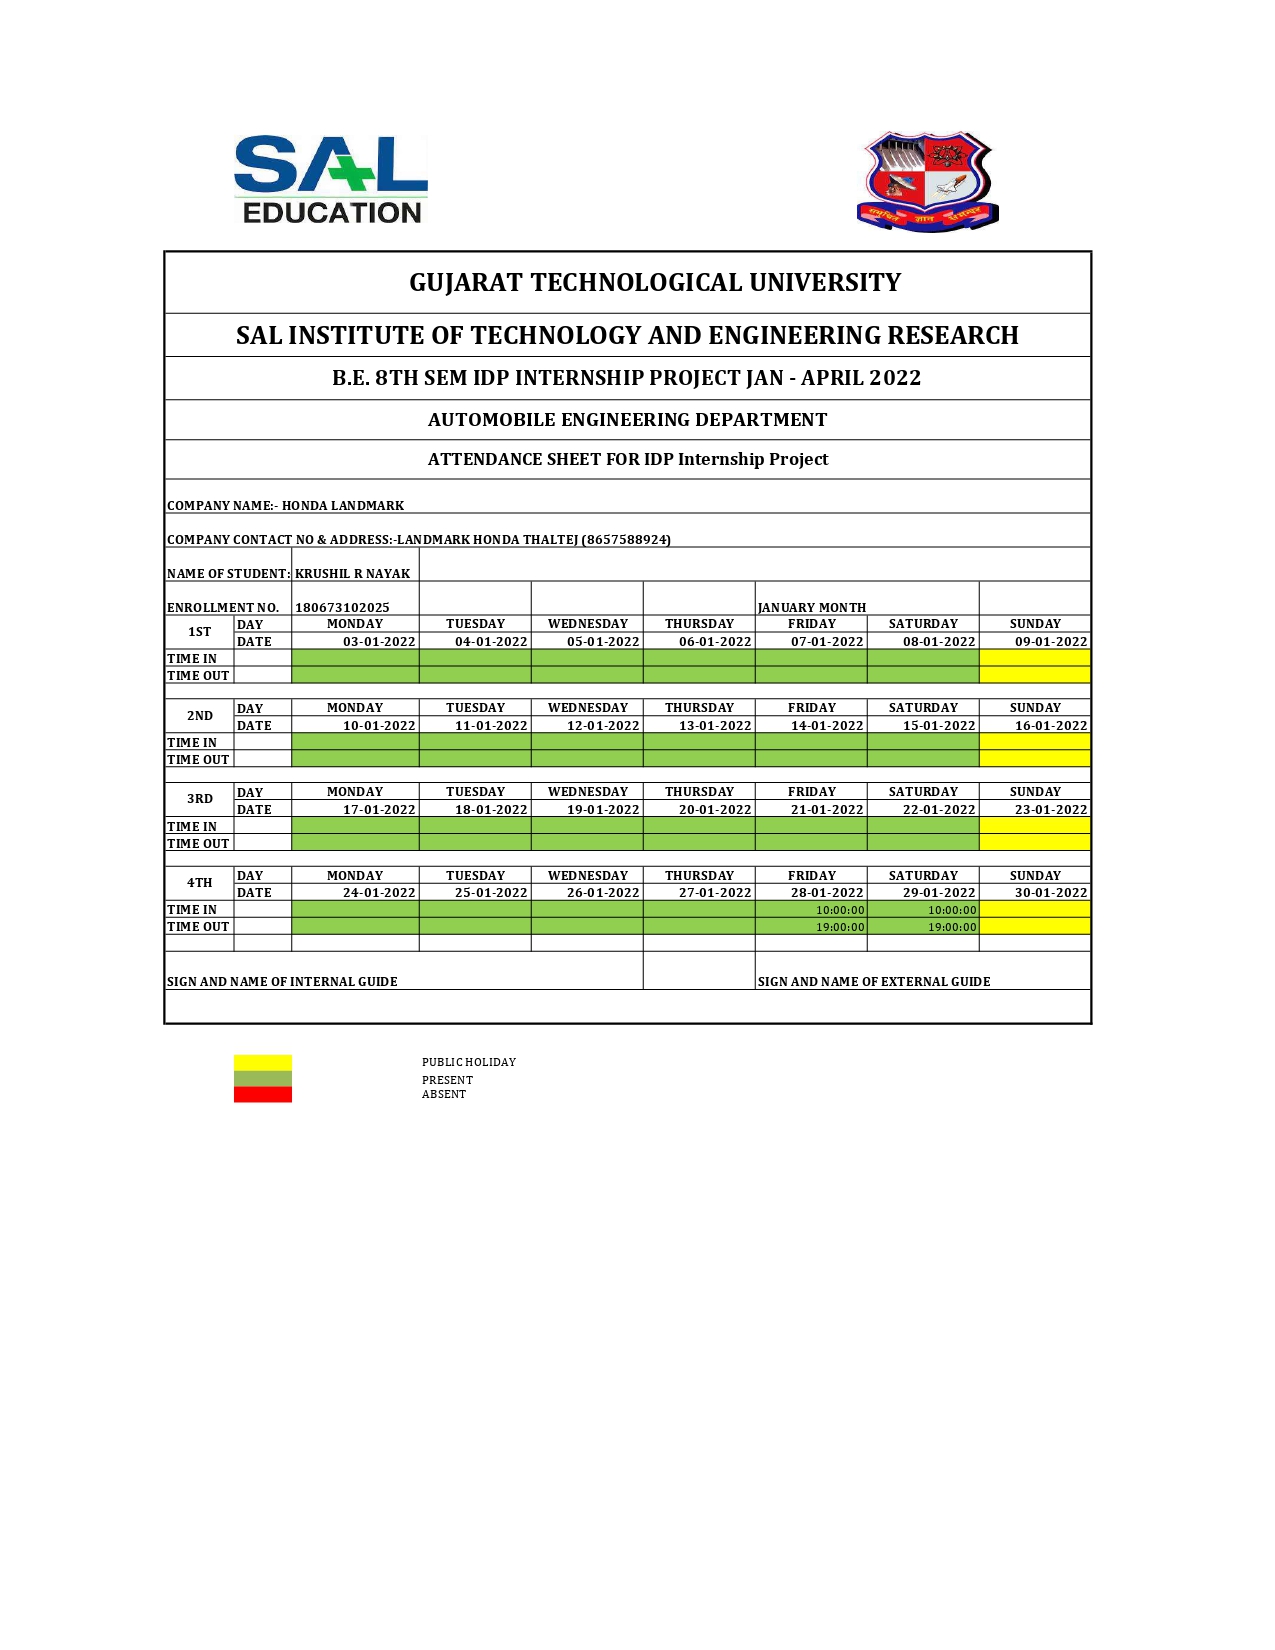 SAL
EDUCATION
समुचित ज्ञान समन्दर
GUJARAT TECHNOLOGICAL UNIVERSITY
SAL INSTITUTE OF TECHNOLOGY AND ENGINEERING RESEARCH
B.E. 8TH SEM IDP INTERNSHIP PROJECT JAN - APRIL 2022
AUTOMOBILE ENGINEERING DEPARTMENT
ATTENDANCE SHEET FOR IDP Internship Project
COMPANY NAME:- HONDA LANDMARK
COMPANY CONTACT NO & ADDRESS:-LANDMARK HONDA THALTEJ (8657588924)
NAME OF STUDENT: KRUSHIL R NAYAK
ENROLLMENT NO. 180673102025 JANUARY MONTH
1ST DAY MONDAY TUESDAY WEDNESDAY THURSDAY FRIDAY SATURDAY SUNDAY
DATE 03-01-2022 04-01-2022 05-01-2022 06-01-2022 07-01-2022 08-01-2022 09-01-2022
TIME IN
TIME OUT
2ND DAY MONDAY TUESDAY WEDNESDAY THURSDAY FRIDAY SATURDAY SUNDAY
DATE 10-01-2022 11-01-2022 12-01-2022 13-01-2022 14-01-2022 15-01-2022 16-01-2022
TIME IN
TIME OUT
3RD DAY MONDAY TUESDAY WEDNESDAY THURSDAY FRIDAY SATURDAY SUNDAY
DATE 17-01-2022 18-01-2022 19-01-2022 20-01-2022 21-01-2022 22-01-2022 23-01-2022
TIME IN
TIME OUT
4TH DAY MONDAY TUESDAY WEDNESDAY THURSDAY FRIDAY SATURDAY SUNDAY
DATE 24-01-2022 25-01-2022 26-01-2022 27-01-2022 28-01-2022 29-01-2022 30-01-2022
TIME IN 10:00:00 10:00:00
TIME OUT 19:00:00 19:00:00
SIGN AND NAME OF INTERNAL GUIDE SIGN AND NAME OF EXTERNAL GUIDE
PUBLIC HOLIDAY
PRESENT
ABSENT